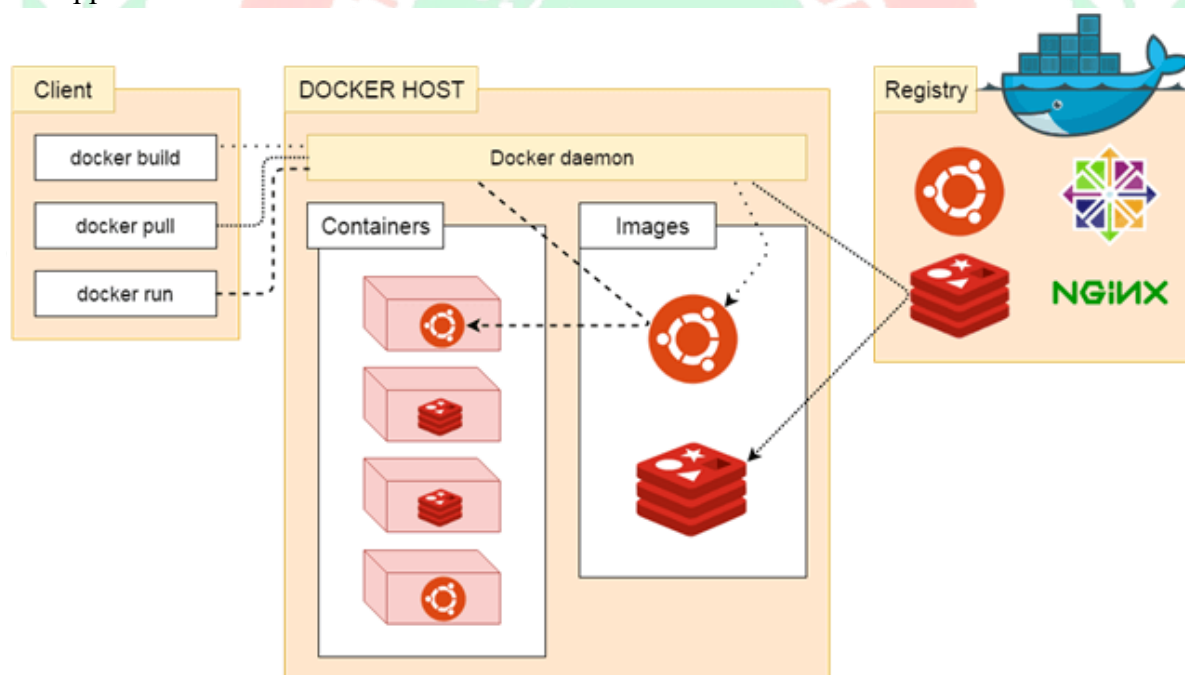 Client
docker build
docker pull
docker run
DOCKER HOST
Docker daemon
Containers
Images
Registry
NGiNX